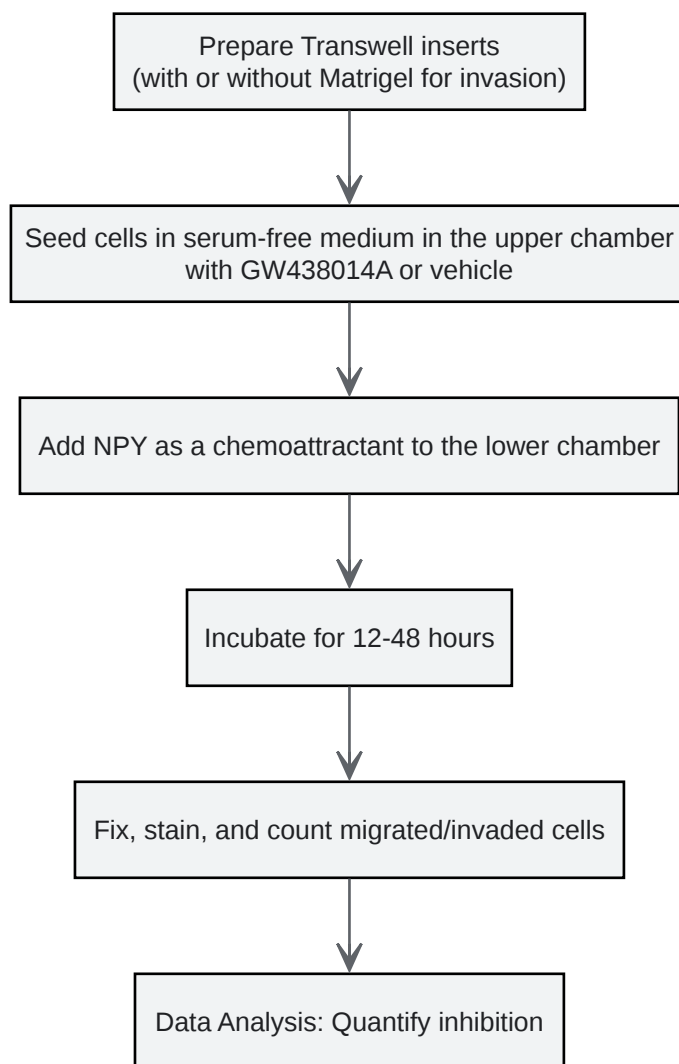 Prepare Transwell inserts
(with or without Matrigel for invasion)
Seed cells in serum-free medium in the upper chamber
with GW438014A or vehicle
Add NPY as a chemoattractant to the lower chamber
Incubate for 12-48 hours
Fix, stain, and count migrated/invaded cells
Data Analysis: Quantify inhibition